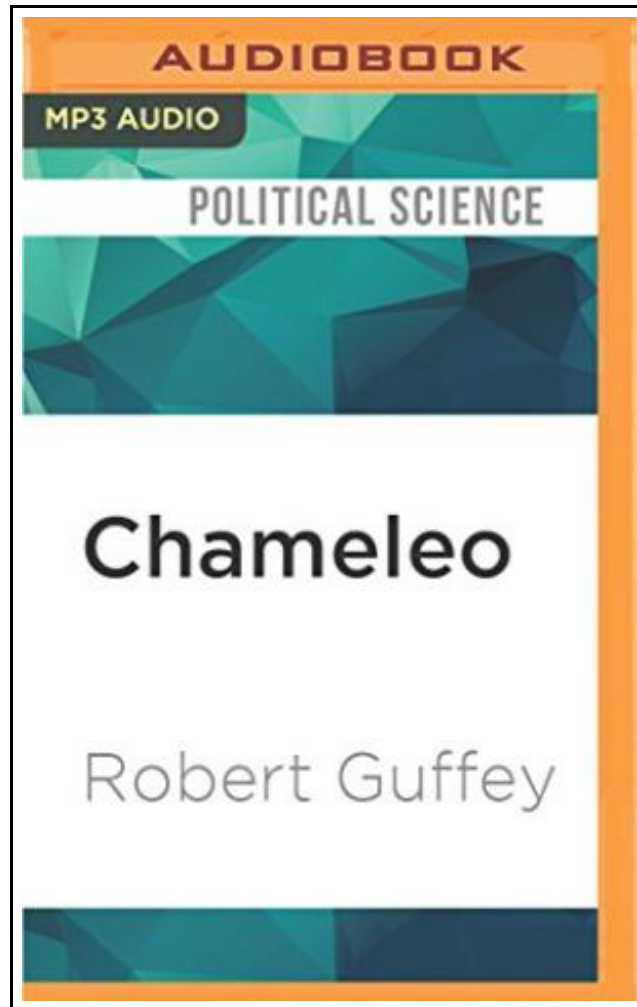 AUDIOBOOK
MP3 AUDIO
POLITICAL SCIENCE
Chameleo
Robert Guffey